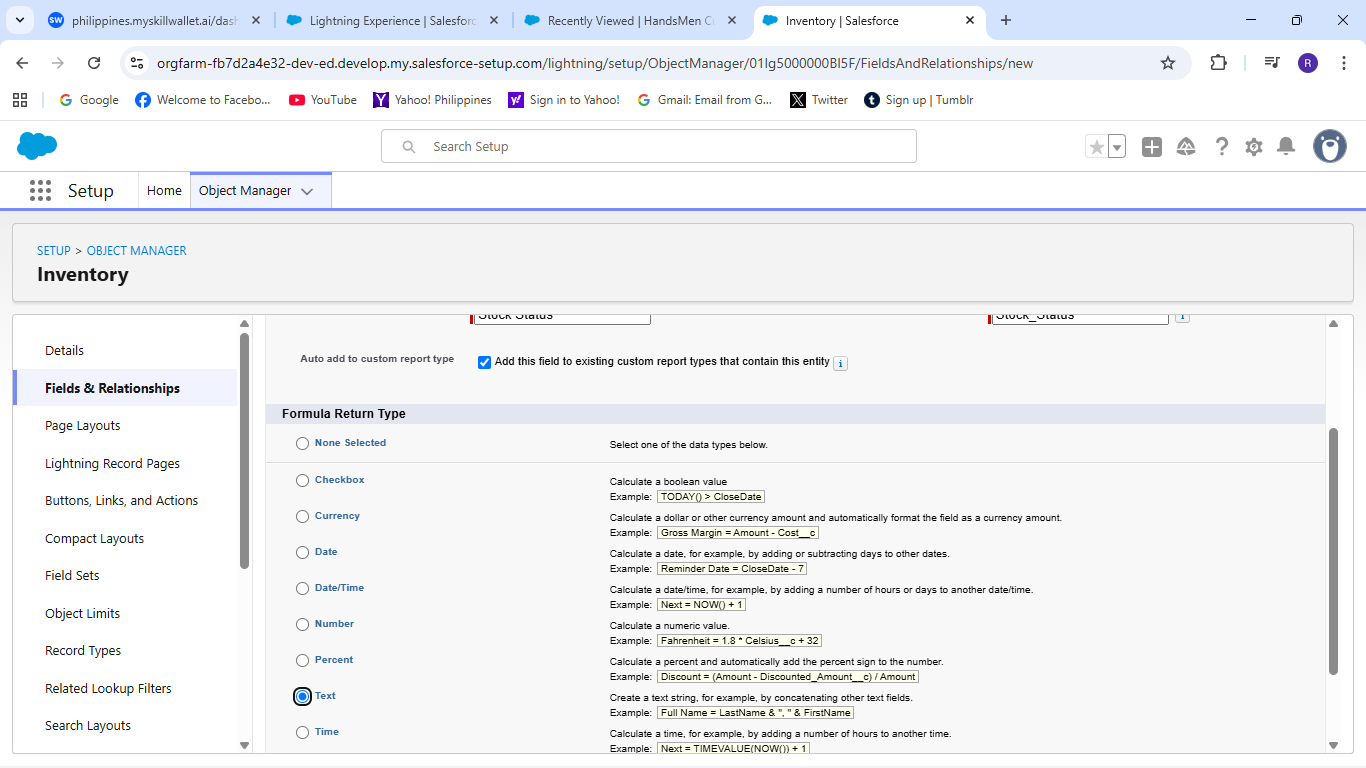 SW philippines.myskillwallet.ai/dash
Lightning Experience | Salesforc
Recently Viewed | HandsMen Cu
Inventory | Salesforce
orgfarm-fb7d2a4e32-dev-ed.develop.my.salesforce-setup.com/lightning/setup/ObjectManager/01Ig5000000BI5F/FieldsAndRelationships/new
R
Google
Welcome to Facebo...
YouTube
Yahoo! Philippines
Sign in to Yahoo!
Gmail: Email from G...
Twitter
Sign up | Tumblr
Search Setup
Setup
Home
Object Manager
SETUP > OBJECT MANAGER
Inventory
Details
Fields & Relationships
Page Layouts
Lightning Record Pages
Buttons, Links, and Actions
Compact Layouts
Field Sets
Object Limits
Record Types
Related Lookup Filters
Search Layouts
Stock Status
Stock_Status
i
Auto add to custom report type
Add this field to existing custom report types that contain this entity i
Formula Return Type
None Selected
Select one of the data types below.
Checkbox
Calculate a boolean value
Example: TODAY() > CloseDate
Currency
Calculate a dollar or other currency amount and automatically format the field as a currency amount.
Example: Gross Margin = Amount - Cost__c
Date
Calculate a date, for example, by adding or subtracting days to other dates.
Example: Reminder Date = CloseDate - 7
Date/Time
Calculate a date/time, for example, by adding a number of hours or days to another date/time.
Example: Next = NOW() + 1
Number
Calculate a numeric value.
Example: Fahrenheit = 1.8 * Celsius__c + 32
Percent
Calculate a percent and automatically add the percent sign to the number.
Example: Discount = (Amount - Discounted_Amount__c) / Amount
Text
Create a text string, for example, by concatenating other text fields.
Example: Full Name = LastName & ", " & FirstName
Time
Calculate a time, for example, by adding a number of hours to another time.
Example: Next = TIMEVALUE(NOW()) + 1